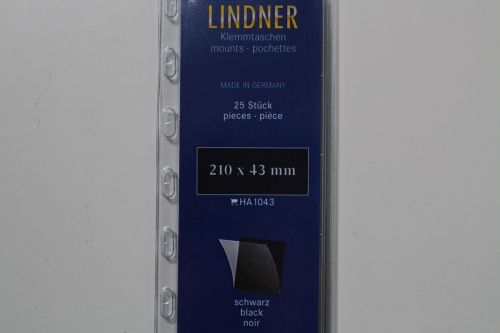 LINDNER
Klemmtaschen
mounts · pochettes
MADE IN GERMANY
25 Stück
pieces · pièce
210 x 43 mm
HA1043
schwarz
black
noir